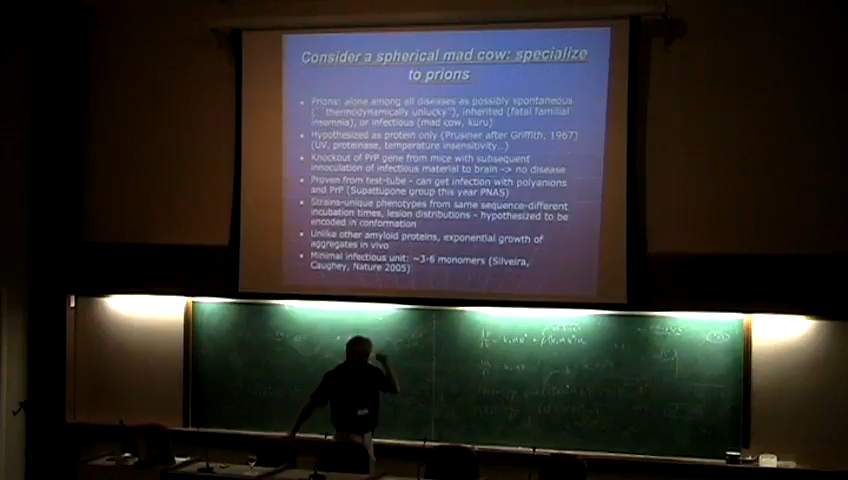 Consider a spherical mad cow: specialize
to prions
• Prions: alone among all diseases as possibly spontaneous
(``thermodynamically unlucky''), inherited (fatal familial
insomnia), or infectious (mad cow, kuru)
• Hypothesized as protein only (Prusiner after Griffith, 1967)
(UV, proteinase, temperature insensitivity..)
• Knockout of PrP gene from mice with subsequent
innoculation of infectious material to brain -> no disease
• Proven from test-tube - can get infection with polyanions
and PrP (Supattupone group this year PNAS)
• Strains-unique phenotypes from same sequence-different
incubation times, lesion distributions - hypothesized to be
encoded in conformation
• Unlike other amyloid proteins, exponential growth of
aggregates in vivo
• Minimal infectious unit: ~3-6 monomers (Silveira,
Caughey, Nature 2005)